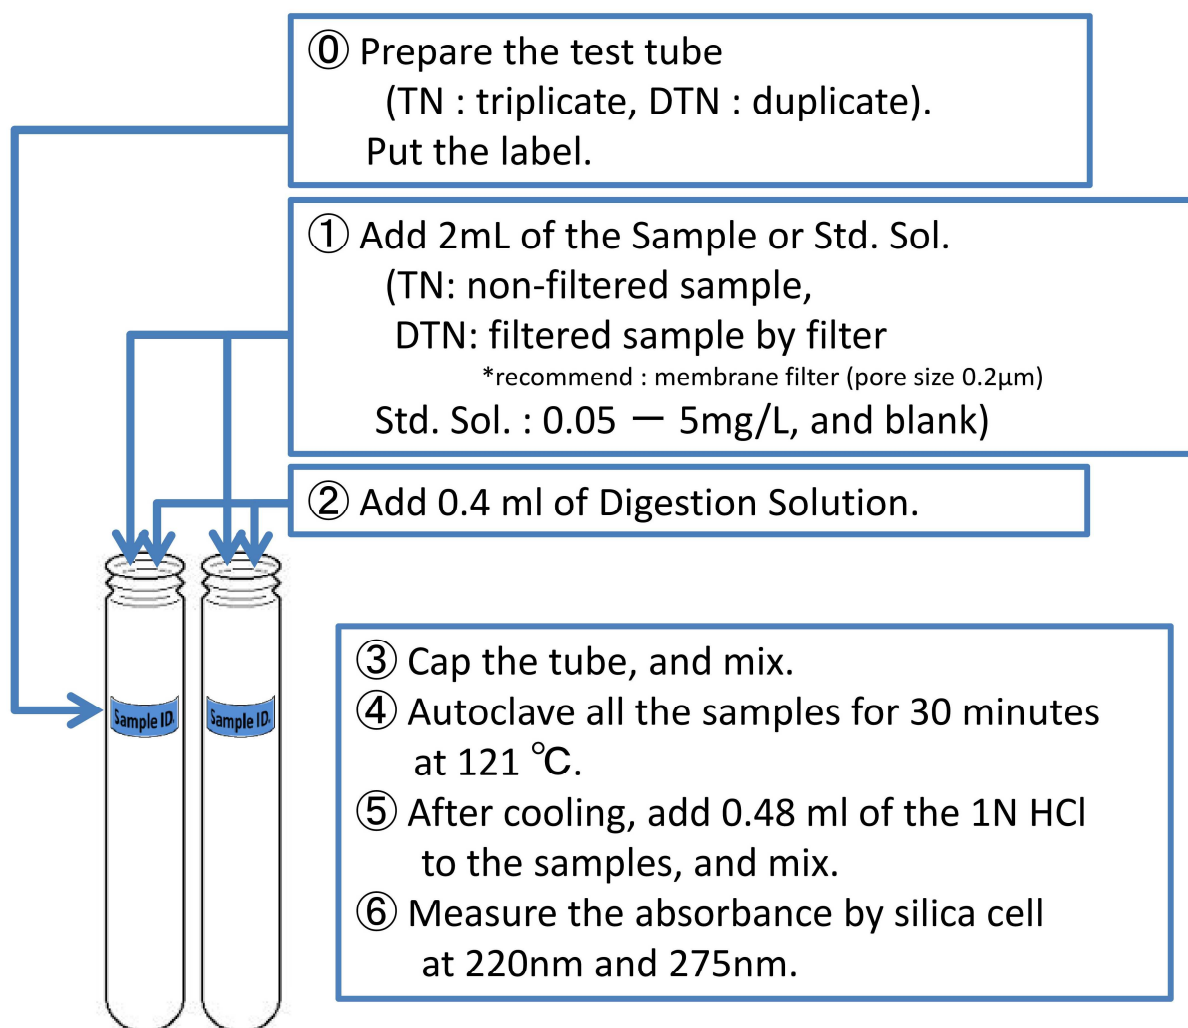 ⓪ Prepare the test tube
(TN : triplicate, DTN : duplicate).
Put the label.
① Add 2mL of the Sample or Std. Sol.
(TN: non-filtered sample,
DTN: filtered sample by filter
*recommend : membrane filter (pore size 0.2μm)
Std. Sol. : 0.05 － 5mg/L, and blank)
② Add 0.4 ml of Digestion Solution.
③ Cap the tube, and mix.
④ Autoclave all the samples for 30 minutes
at 121 ℃.
⑤ After cooling, add 0.48 ml of the 1N HCl
to the samples, and mix.
⑥ Measure the absorbance by silica cell
at 220nm and 275nm.
Sample ID.
Sample ID.